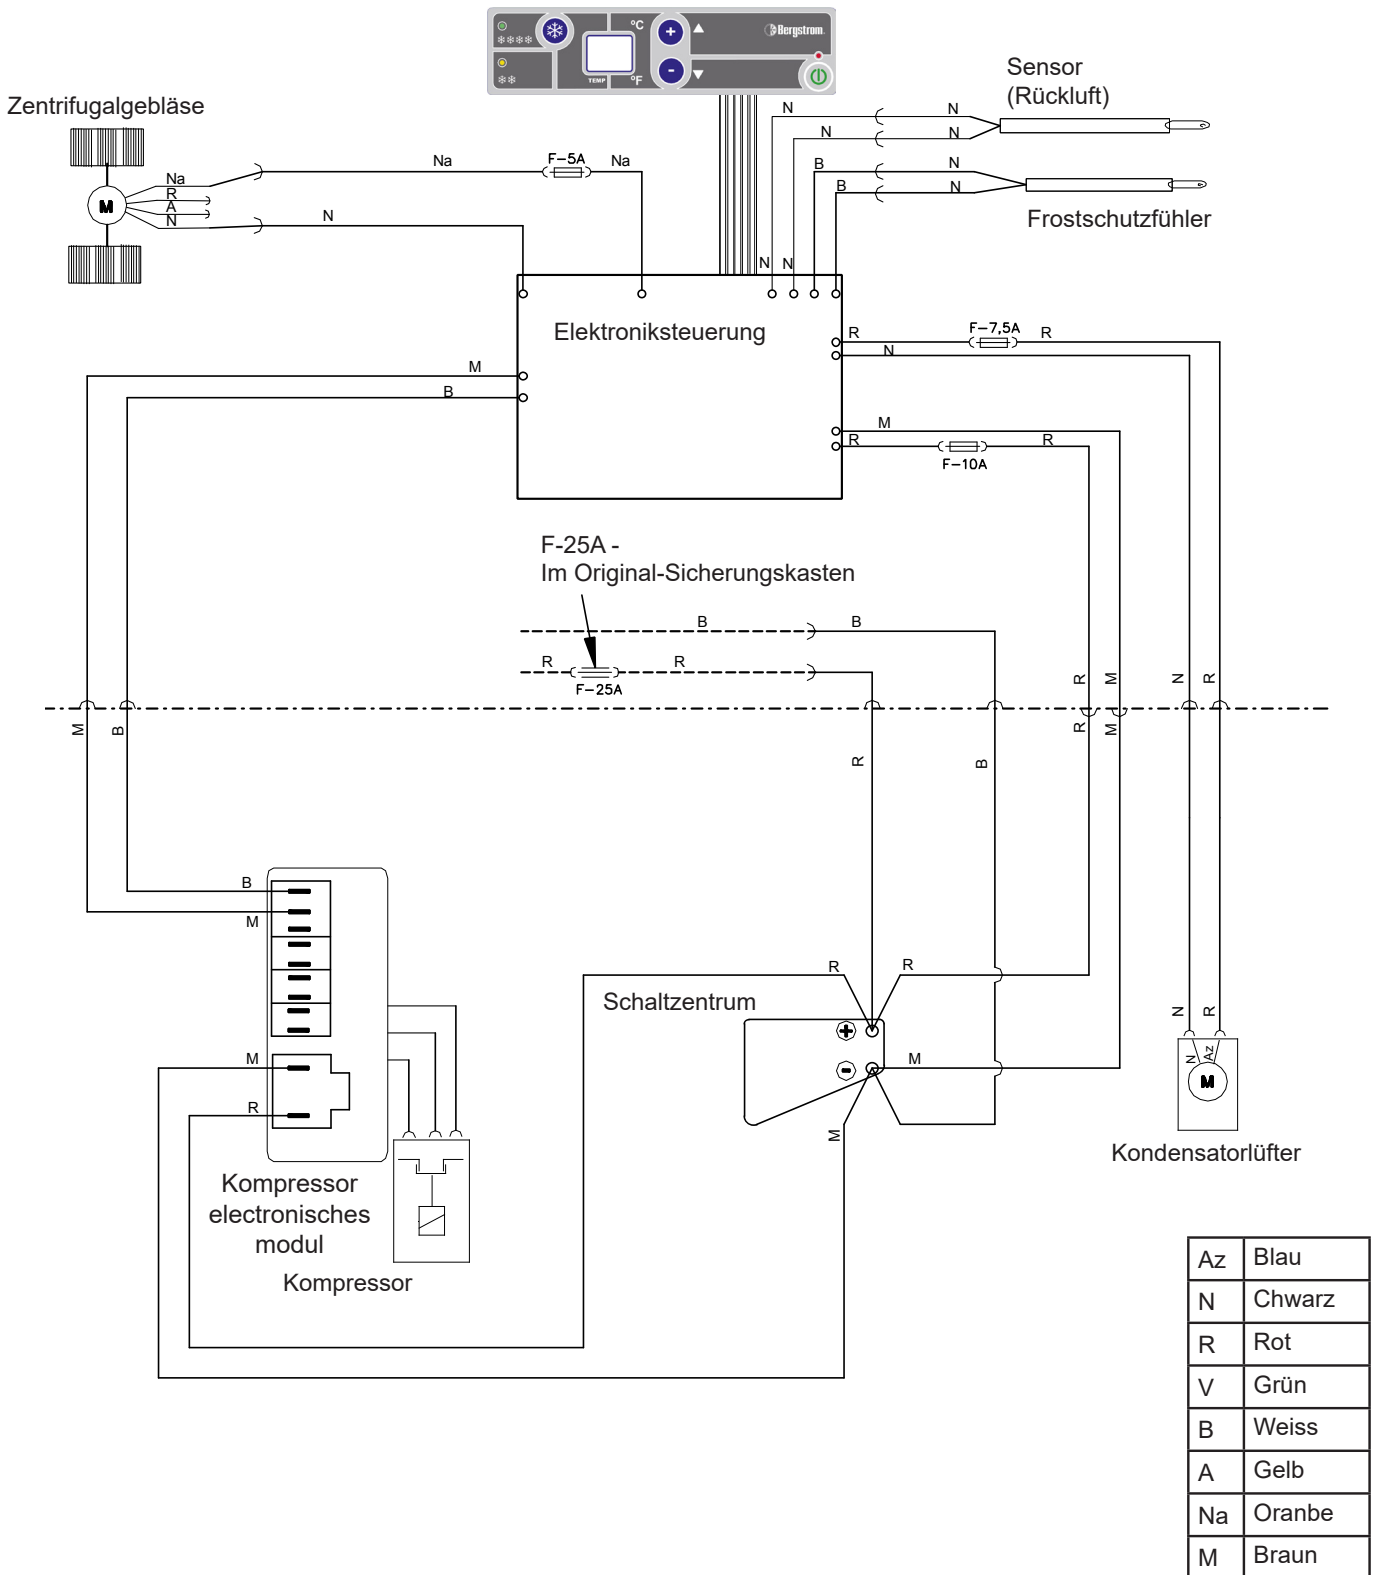 °C
Bergstrom
TEMP
°F
Sensor
(Rückluft)
Zentrifugalgebläse
N
N
N
N
Na
F-5A
Na
B
N
B
N
Frostschutzfühler
Na
R
A
N
M
N
N
N
Elektroniksteuerung
R
F-7,5A
R
N
M
B
M
R
F-10A
R
F-25A -
Im Original-Sicherungskasten
B
B
R
R
F-25A
R
M
N
R
M
B
R
M
R
B
B
M
R
R
Schaltzentrum
+
-
M
N
R
N
Az
M
M
R
M
Kondensatorlüfter
Kompressor
electronisches
modul
Kompressor
Az Blau
N Chwarz
R Rot
V Grün
B Weiss
A Gelb
Na Oranbe
M Braun